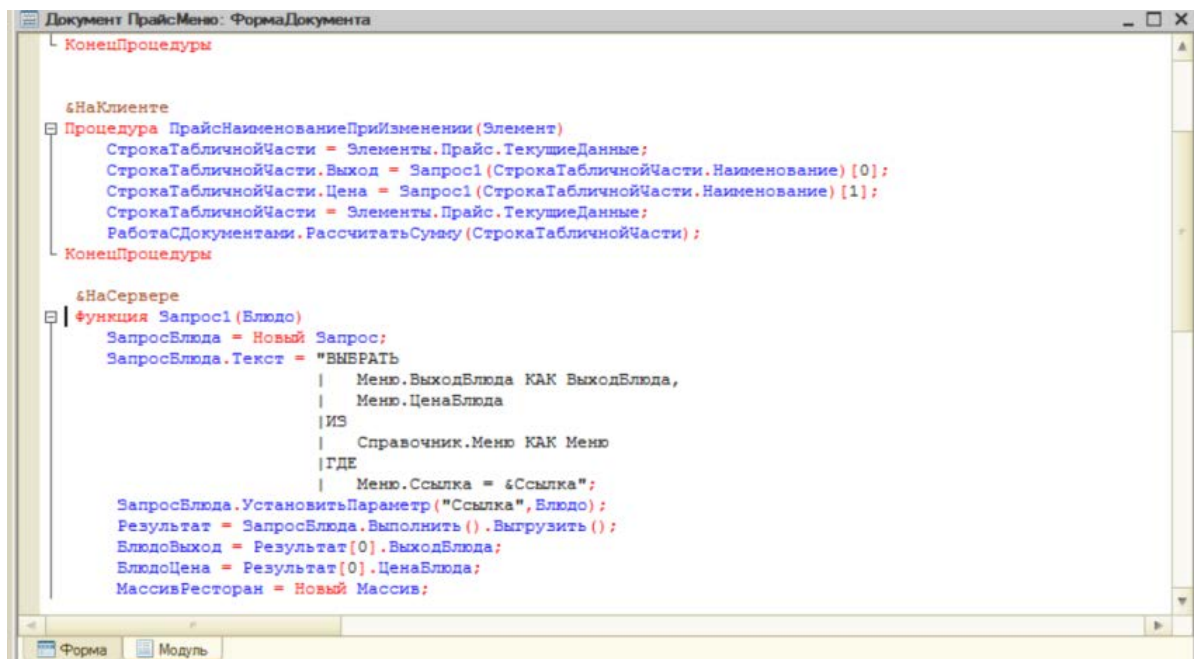 Документ ПрайсМеню: ФормаДокумента
КонецПроцедуры
&НаКлиенте
Процедура ПрайсНаименованиеПриИзменении(Элемент)
СтрокаТабличнойЧасти = Элементы.Прайс.ТекущиеДанные;
СтрокаТабличнойЧасти.Выход = Запрос1(СтрокаТабличнойЧасти.Наименование)[0];
СтрокаТабличнойЧасти.Цена = Запрос1(СтрокаТабличнойЧасти.Наименование)[1];
СтрокаТабличнойЧасти = Элементы.Прайс.ТекущиеДанные;
РаботаСДокументами.РассчитатьСумму(СтрокаТабличнойЧасти);
КонецПроцедуры
&НаСервере
Функция Запрос1(Блюдо)
ЗапросБлюда = Новый Запрос;
ЗапросБлюда.Текст = "ВЫБРАТЬ
| Меню.ВыходБлюда КАК ВыходБлюда,
| Меню.ЦенаБлюда
|ИЗ
| Справочник.Меню КАК Меню
|ГДЕ
| Меню.Ссылка = &Ссылка";
ЗапросБлюда.УстановитьПараметр("Ссылка",Блюдо);
Результат = ЗапросБлюда.Выполнить().Выгрузить();
БлюдоВыход = Результат[0].ВыходБлюда;
БлюдоЦена = Результат[0].ЦенаБлюда;
МассивРесторан = Новый Массив;
Форма Модуль